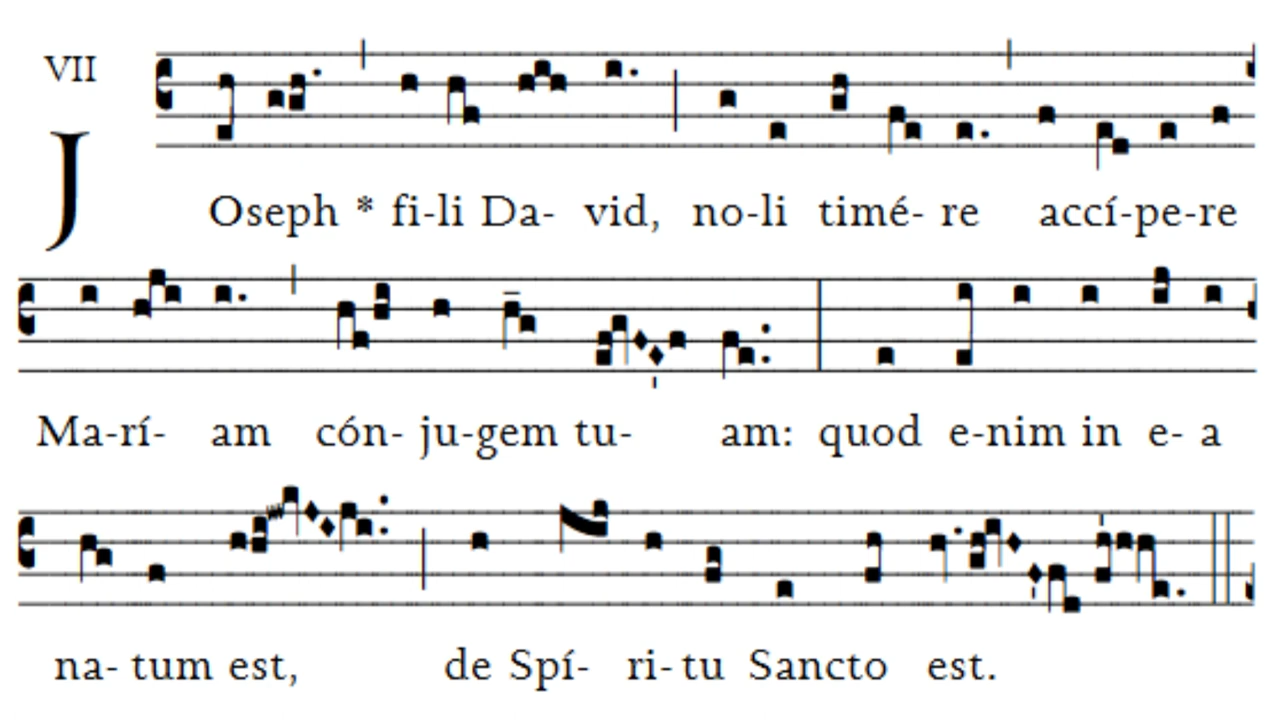 VII
JOseph * fi-li Da- vid, no-li timé- re accí-pe-re
Ma-rí- am cón- ju-gem tu- am: quod e-nim in e- a
na- tum est, de Spí- ri- tu Sancto est.